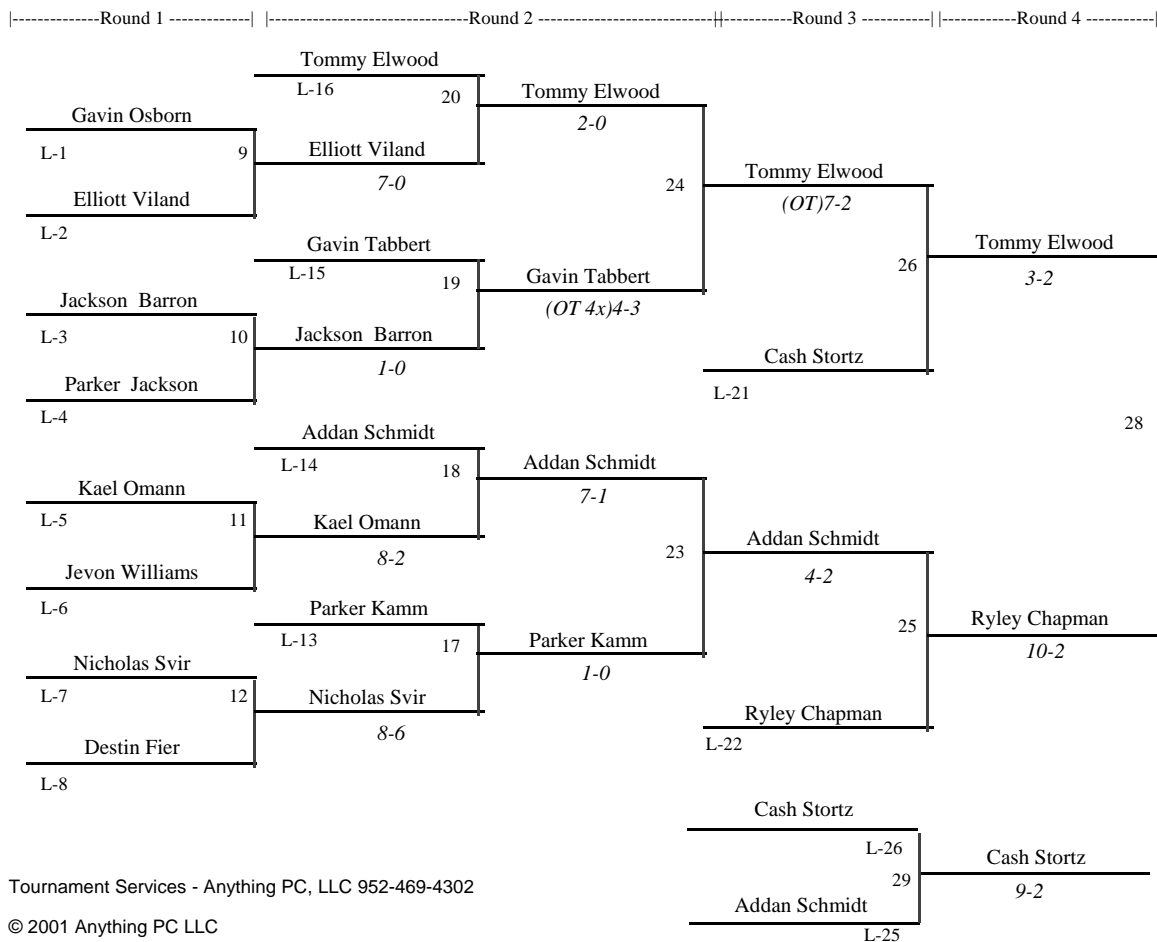 |-------------Round 1 -------------| |-------------------------Round 2 ---------------------||----------Round 3 ----------| |----------Round 4 -----------|
Tommy Elwood
L-16
20
Tommy Elwood
2-0
Gavin Osborn
L-1
9
Elliott Viland
7-0
Elliott Viland
L-2
24
Tommy Elwood
(OT)7-2
Gavin Tabbert
L-15
19
Gavin Tabbert
(OT 4x)4-3
26
Tommy Elwood
3-2
Jackson  Barron
L-3
10
Jackson  Barron
1-0
Parker  Jackson
L-4
Cash Stortz
L-21
28
Addan Schmidt
L-14
18
Addan Schmidt
7-1
Kael Omann
L-5
11
Kael Omann
8-2
Jevon Williams
L-6
23
Addan Schmidt
4-2
Parker Kamm
L-13
17
Parker Kamm
1-0
25
Ryley Chapman
10-2
Nicholas Svir
L-7
12
Nicholas Svir
8-6
Destin Fier
L-8
Ryley Chapman
L-22
Cash Stortz
L-26
29
Cash Stortz
9-2
Addan Schmidt
L-25
Tournament Services - Anything PC, LLC 952-469-4302
© 2001 Anything PC LLC